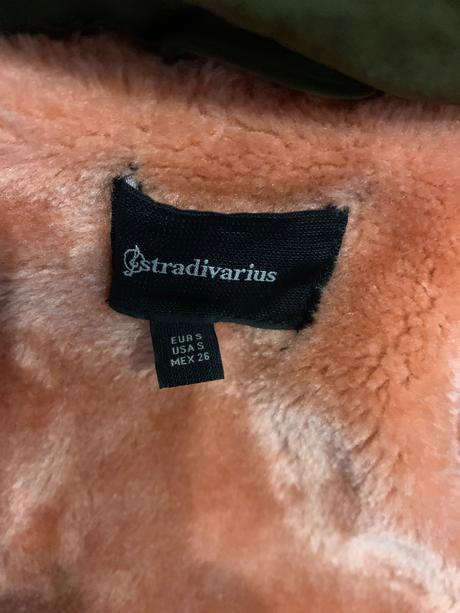 stradivarius
EUR S
USA S
MEX 26